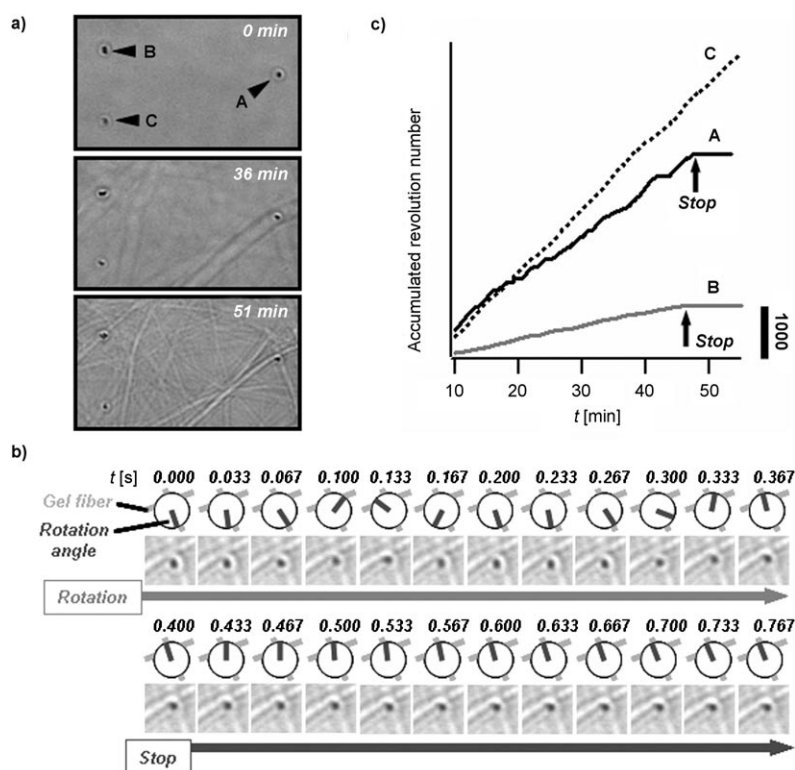 a)
0 min
B
A
C
36 min
51 min
c)
Accumulated revolution number
C
A
Stop
B
Stop
1000
10 20 30 40 50
t [min]
b)
t [s] 0.000 0.033 0.067 0.100 0.133 0.167 0.200 0.233 0.267 0.300 0.333 0.367
Gel fiber
Rotation angle
Rotation
0.400 0.433 0.467 0.500 0.533 0.567 0.600 0.633 0.667 0.700 0.733 0.767
Stop